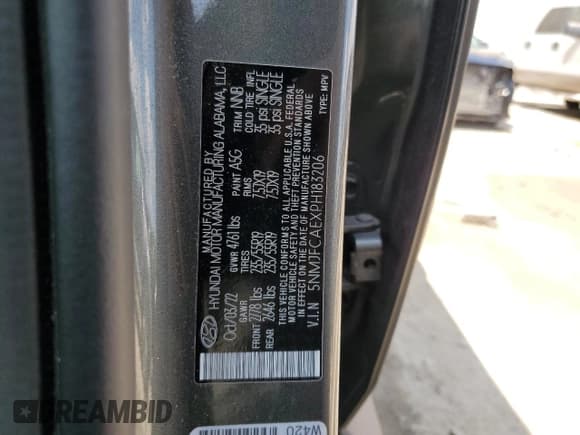 MANUFACTURED BY
HYUNDAI MOTOR MANUFACTURING ALABAMA, LLC
Oct/03/22 GVWR 4761 lbs PAINT A5G TRIM NNB
GAWR TIRES RIMS COLD TIRE INFL
FRONT 2778 lbs 235/55R19 7.5JX19 35 psi SINGLE
REAR 2646 lbs 235/55R19 7.5JX19 35 psi SINGLE
THIS VEHICLE CONFORMS TO ALL APPLICABLE U.S.A. FEDERAL
MOTOR VEHICLE SAFETY AND THEFT PREVENTION STANDARDS
IN EFFECT ON THE DATE OF MANUFACTURE SHOWN ABOVE
V.I.N 5NMJFCAEXPH183206 TYPE: MPV
W420
DREAMBID